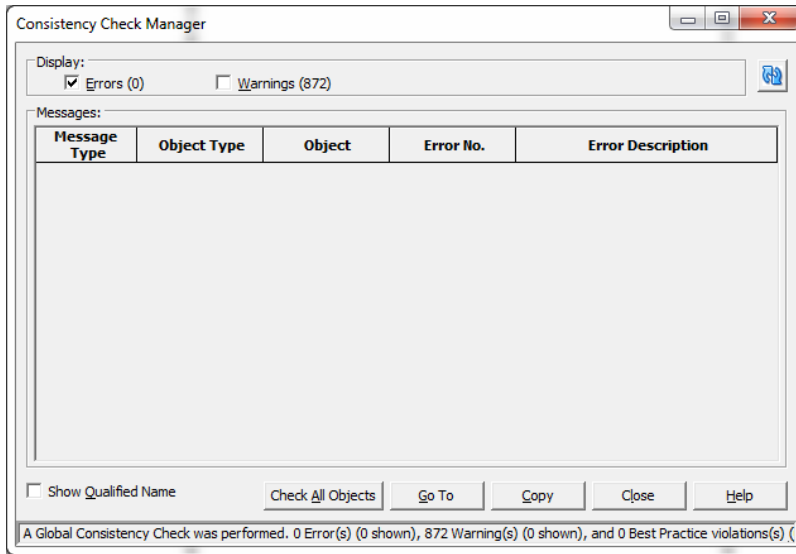 Consistency Check Manager
Display:
Errors (0)
Warnings (872)
Messages:
Message Type
Object Type
Object
Error No.
Error Description
Show Qualified Name
Check All Objects
Go To
Copy
Close
Help
A Global Consistency Check was performed. 0 Error(s) (0 shown), 872 Warning(s) (0 shown), and 0 Best Practice violations(s) (